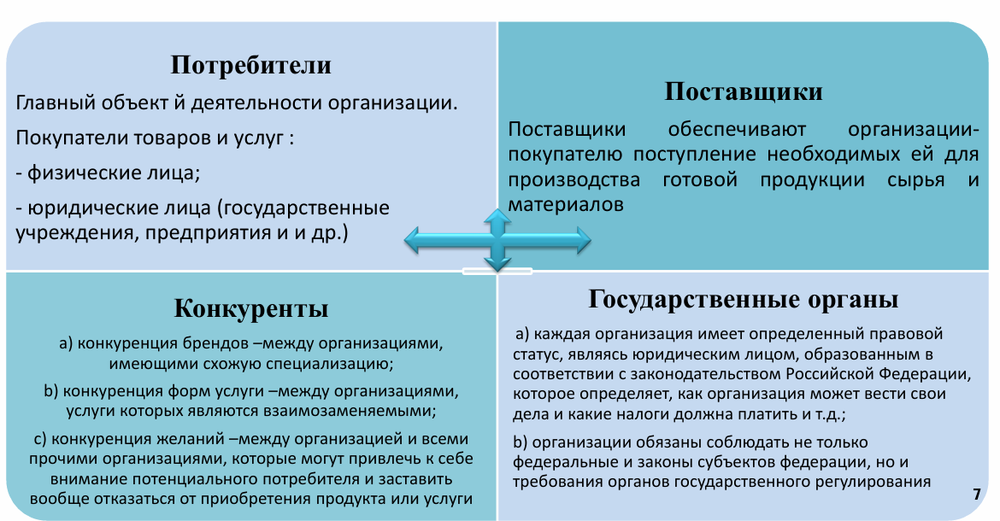 Потребители
Главный объект й деятельности организации.
Покупатели товаров и услуг :
- физические лица;
- юридические лица (государственные
учреждения, предприятия и и др.)
Поставщики
Поставщики обеспечивают организации-
покупателю поступление необходимых ей для
производства готовой продукции сырья и
материалов
Конкуренты
a) конкуренция брендов –между организациями,
имеющими схожую специализацию;
b) конкуренция форм услуги –между организациями,
услуги которых являются взаимозаменяемыми;
c) конкуренция желаний –между организацией и всеми
прочими организациями, которые могут привлечь к себе
внимание потенциального потребителя и заставить
вообще отказаться от приобретения продукта или услуги
Государственные органы
a) каждая организация имеет определенный правовой
статус, являясь юридическим лицом, образованным в
соответствии с законодательством Российской Федерации,
которое определяет, как организация может вести свои
дела и какие налоги должна платить и т.д.;
b) организации обязаны соблюдать не только
федеральные и законы субъектов федерации, но и
требования органов государственного регулирования
7